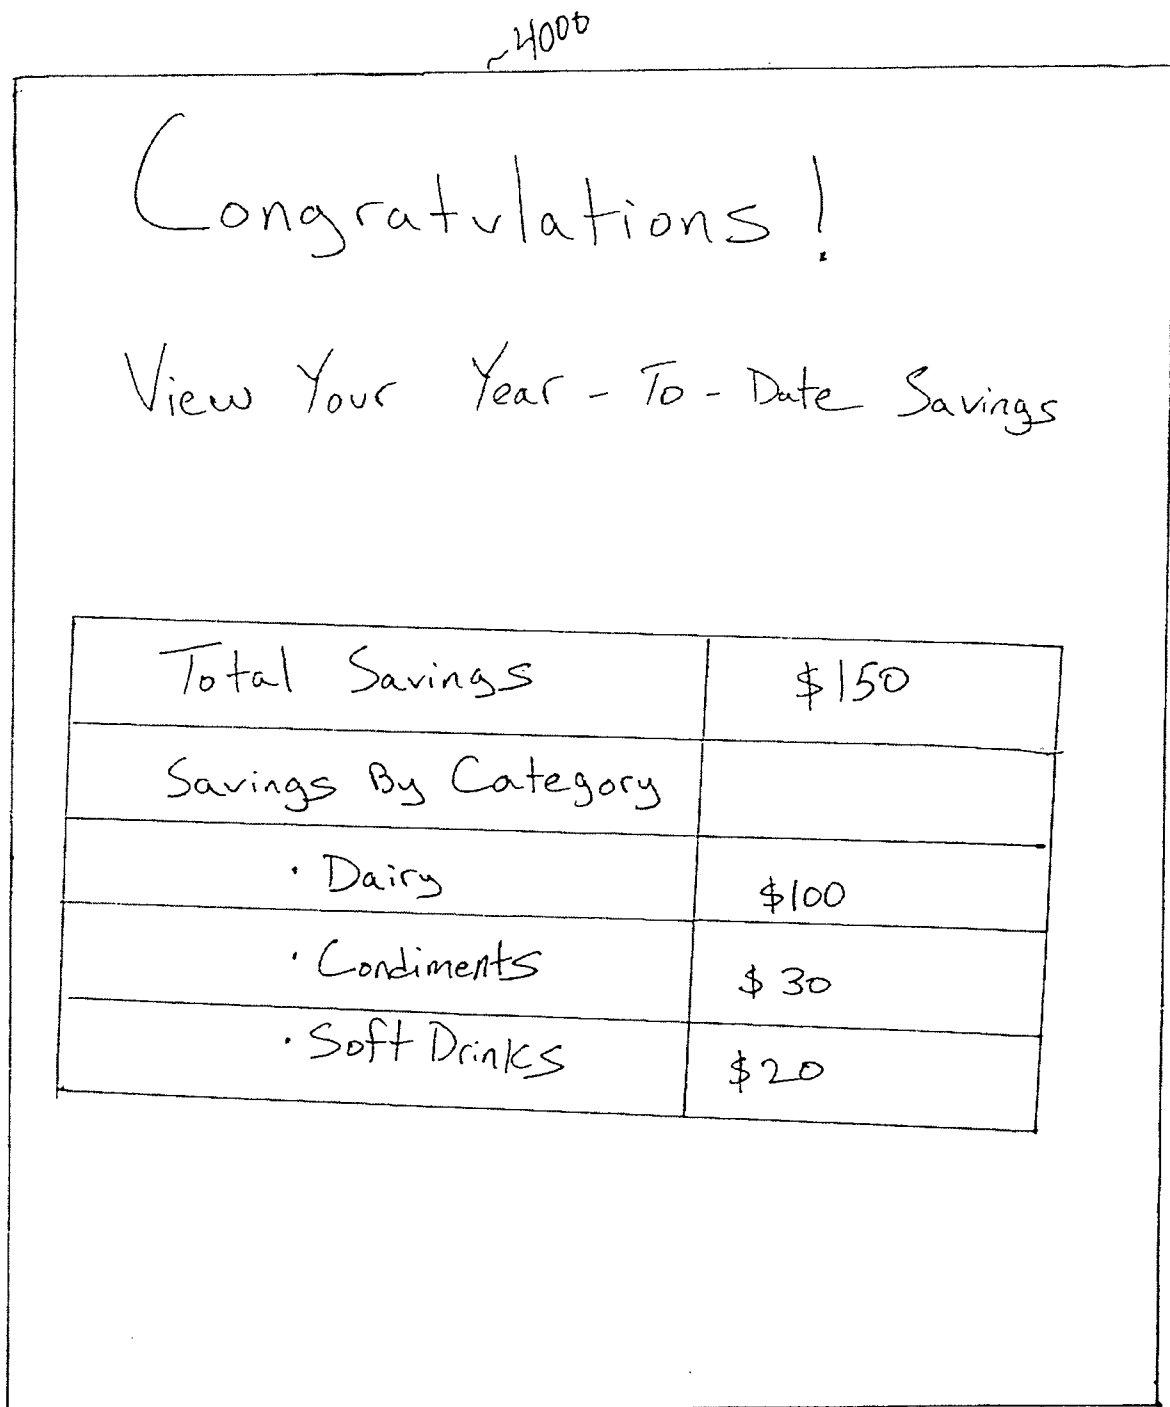 ~4000
Congratulations!
View Your Year - To - Date Savings
Total Savings $150
Savings By Category
· Dairy $100
· Condiments $30
· Soft Drinks $20